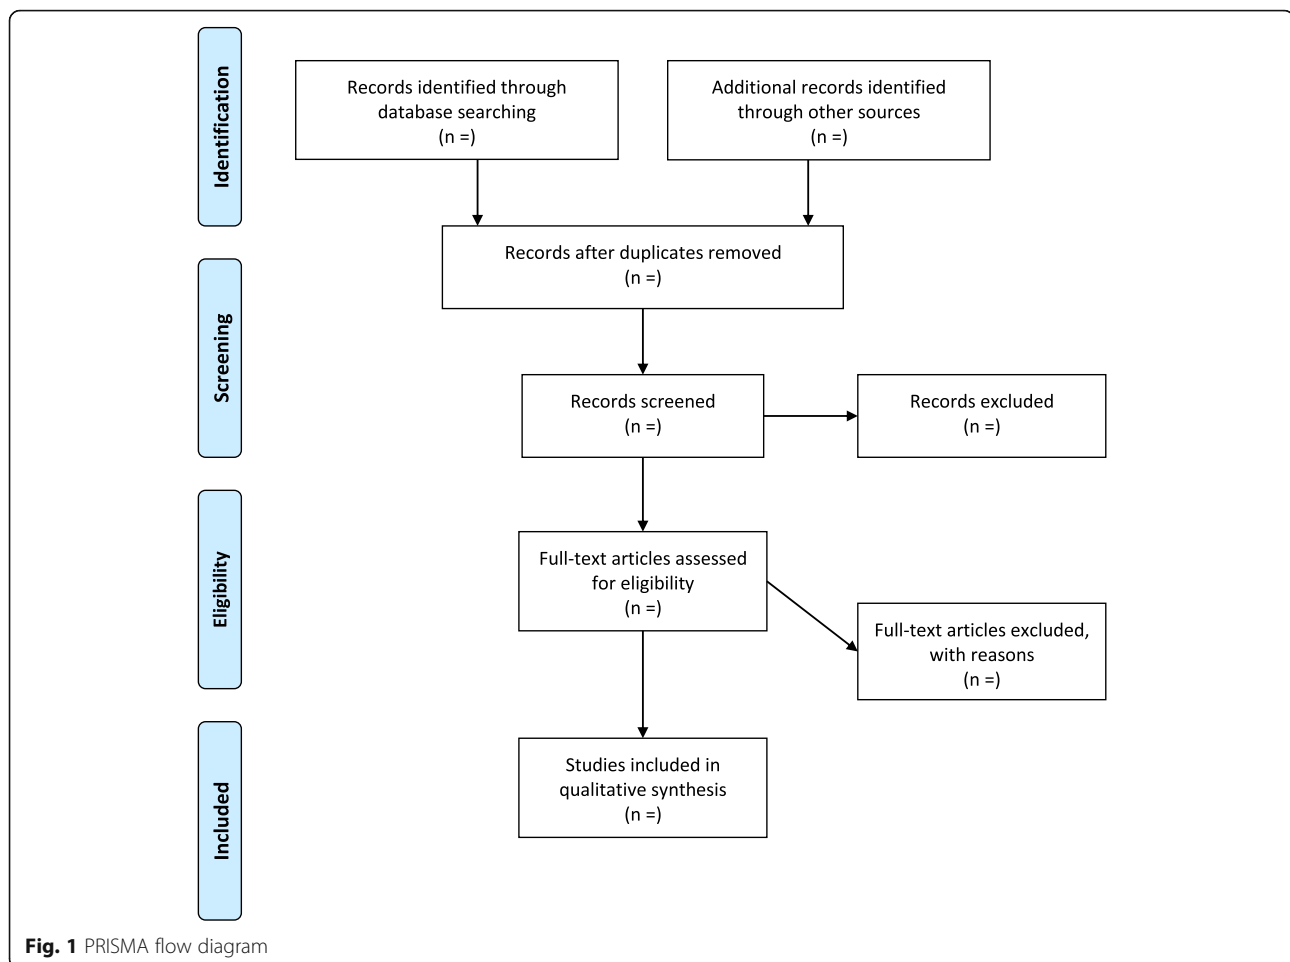 Identification
Records identified through
database searching
(n =)
Additional records identified
through other sources
(n =)
Records after duplicates removed
(n =)
Screening
Records screened
(n =)
Records excluded
(n =)
Eligibility
Full-text articles assessed
for eligibility
(n =)
Full-text articles excluded,
with reasons
(n =)
Included
Studies included in
qualitative synthesis
(n =)
Fig. 1 PRISMA flow diagram